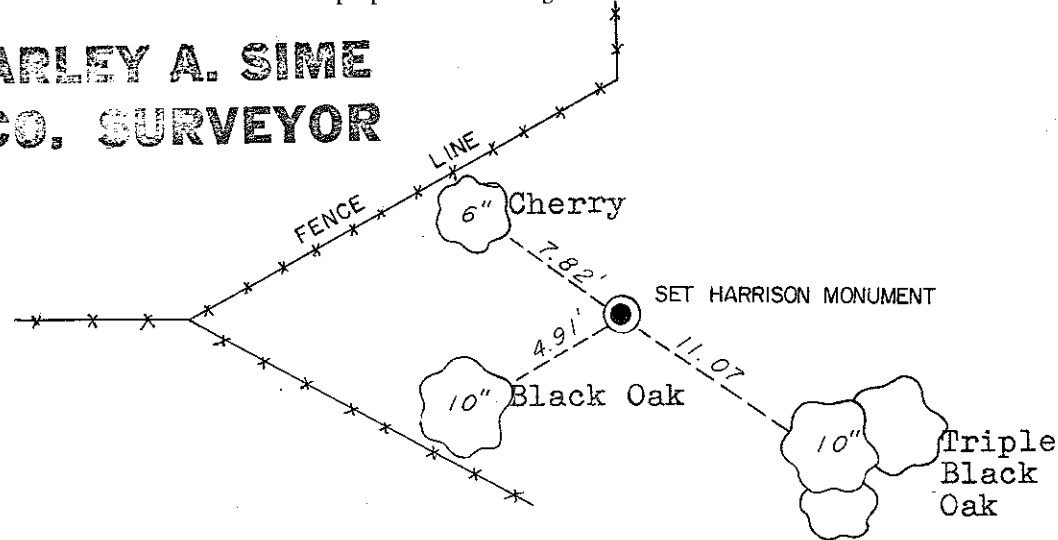 ARLEY A. SIME
CO. SURVEYOR
FENCE LINE
6" Cherry
7.82'
SET HARRISON MONUMENT
4.91'
11.07
10" Black Oak
10"
Triple
Black
Oak